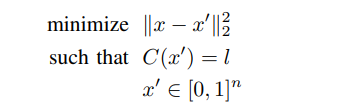 minimize ‖x − x′‖₂²
such that C(x′) = l
x′ ∈ [0, 1]ⁿ